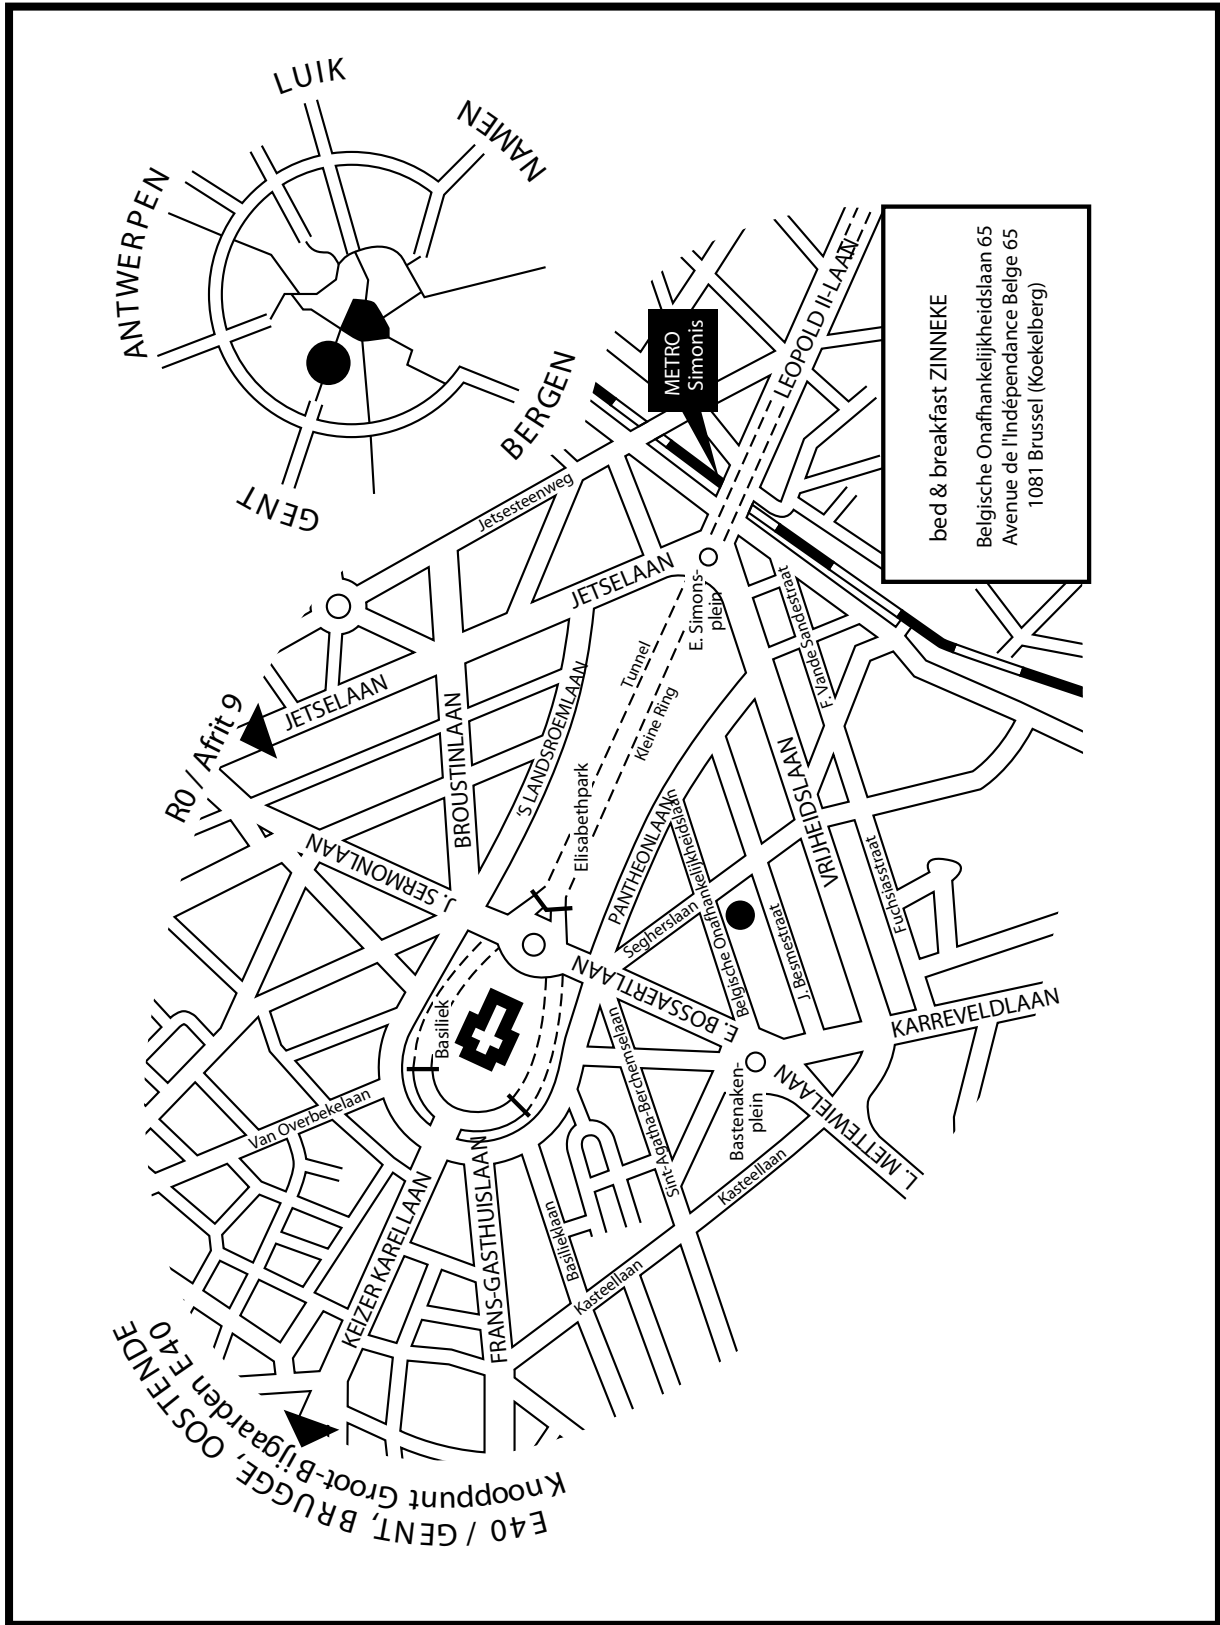 LUIK
NAMEN
ANTWERPEN
BERGEN
GENT
METRO
Simonis
LEOPOLD II-LAAN
bed & breakfast ZINNEKE
Belgische Onafhankelijkheidslaan 65
Avenue de l'Indépendance Belge 65
1081 Brussel (Koekelberg)
Jetsesteenweg
JETSELAAN
E. Simons-
plein
F. Vande Sandestraat
Tunnel
Kleine Ring
JETSELAAN
R0 / Afrit 9
BROUSTINLAAN
'S LANDSROEMLAAN
Elisabethpark
PANTHEONLAAN
VRIJHEIDSLAAN
J. SERMONLAAN
Belgische Onafhankelijkheidslaan
Segherslaan
J. Besmestraat
Fuchsiasstraat
E. BOSSAERTLAAN
KARREVELDLAAN
Basiliek
Sint-Agatha-Berchemselaan
Bastenaken-
plein
L. METTEWIELAAN
Van Overbekelaan
Kasteellaan
KEIZER KARELLAAN
FRANS-GASTHUISLAAN
Basilieklaan
Kasteellaan
Knooppunt Groot-Bijgaarden E40
E40 / GENT, BRUGGE, OOSTENDE